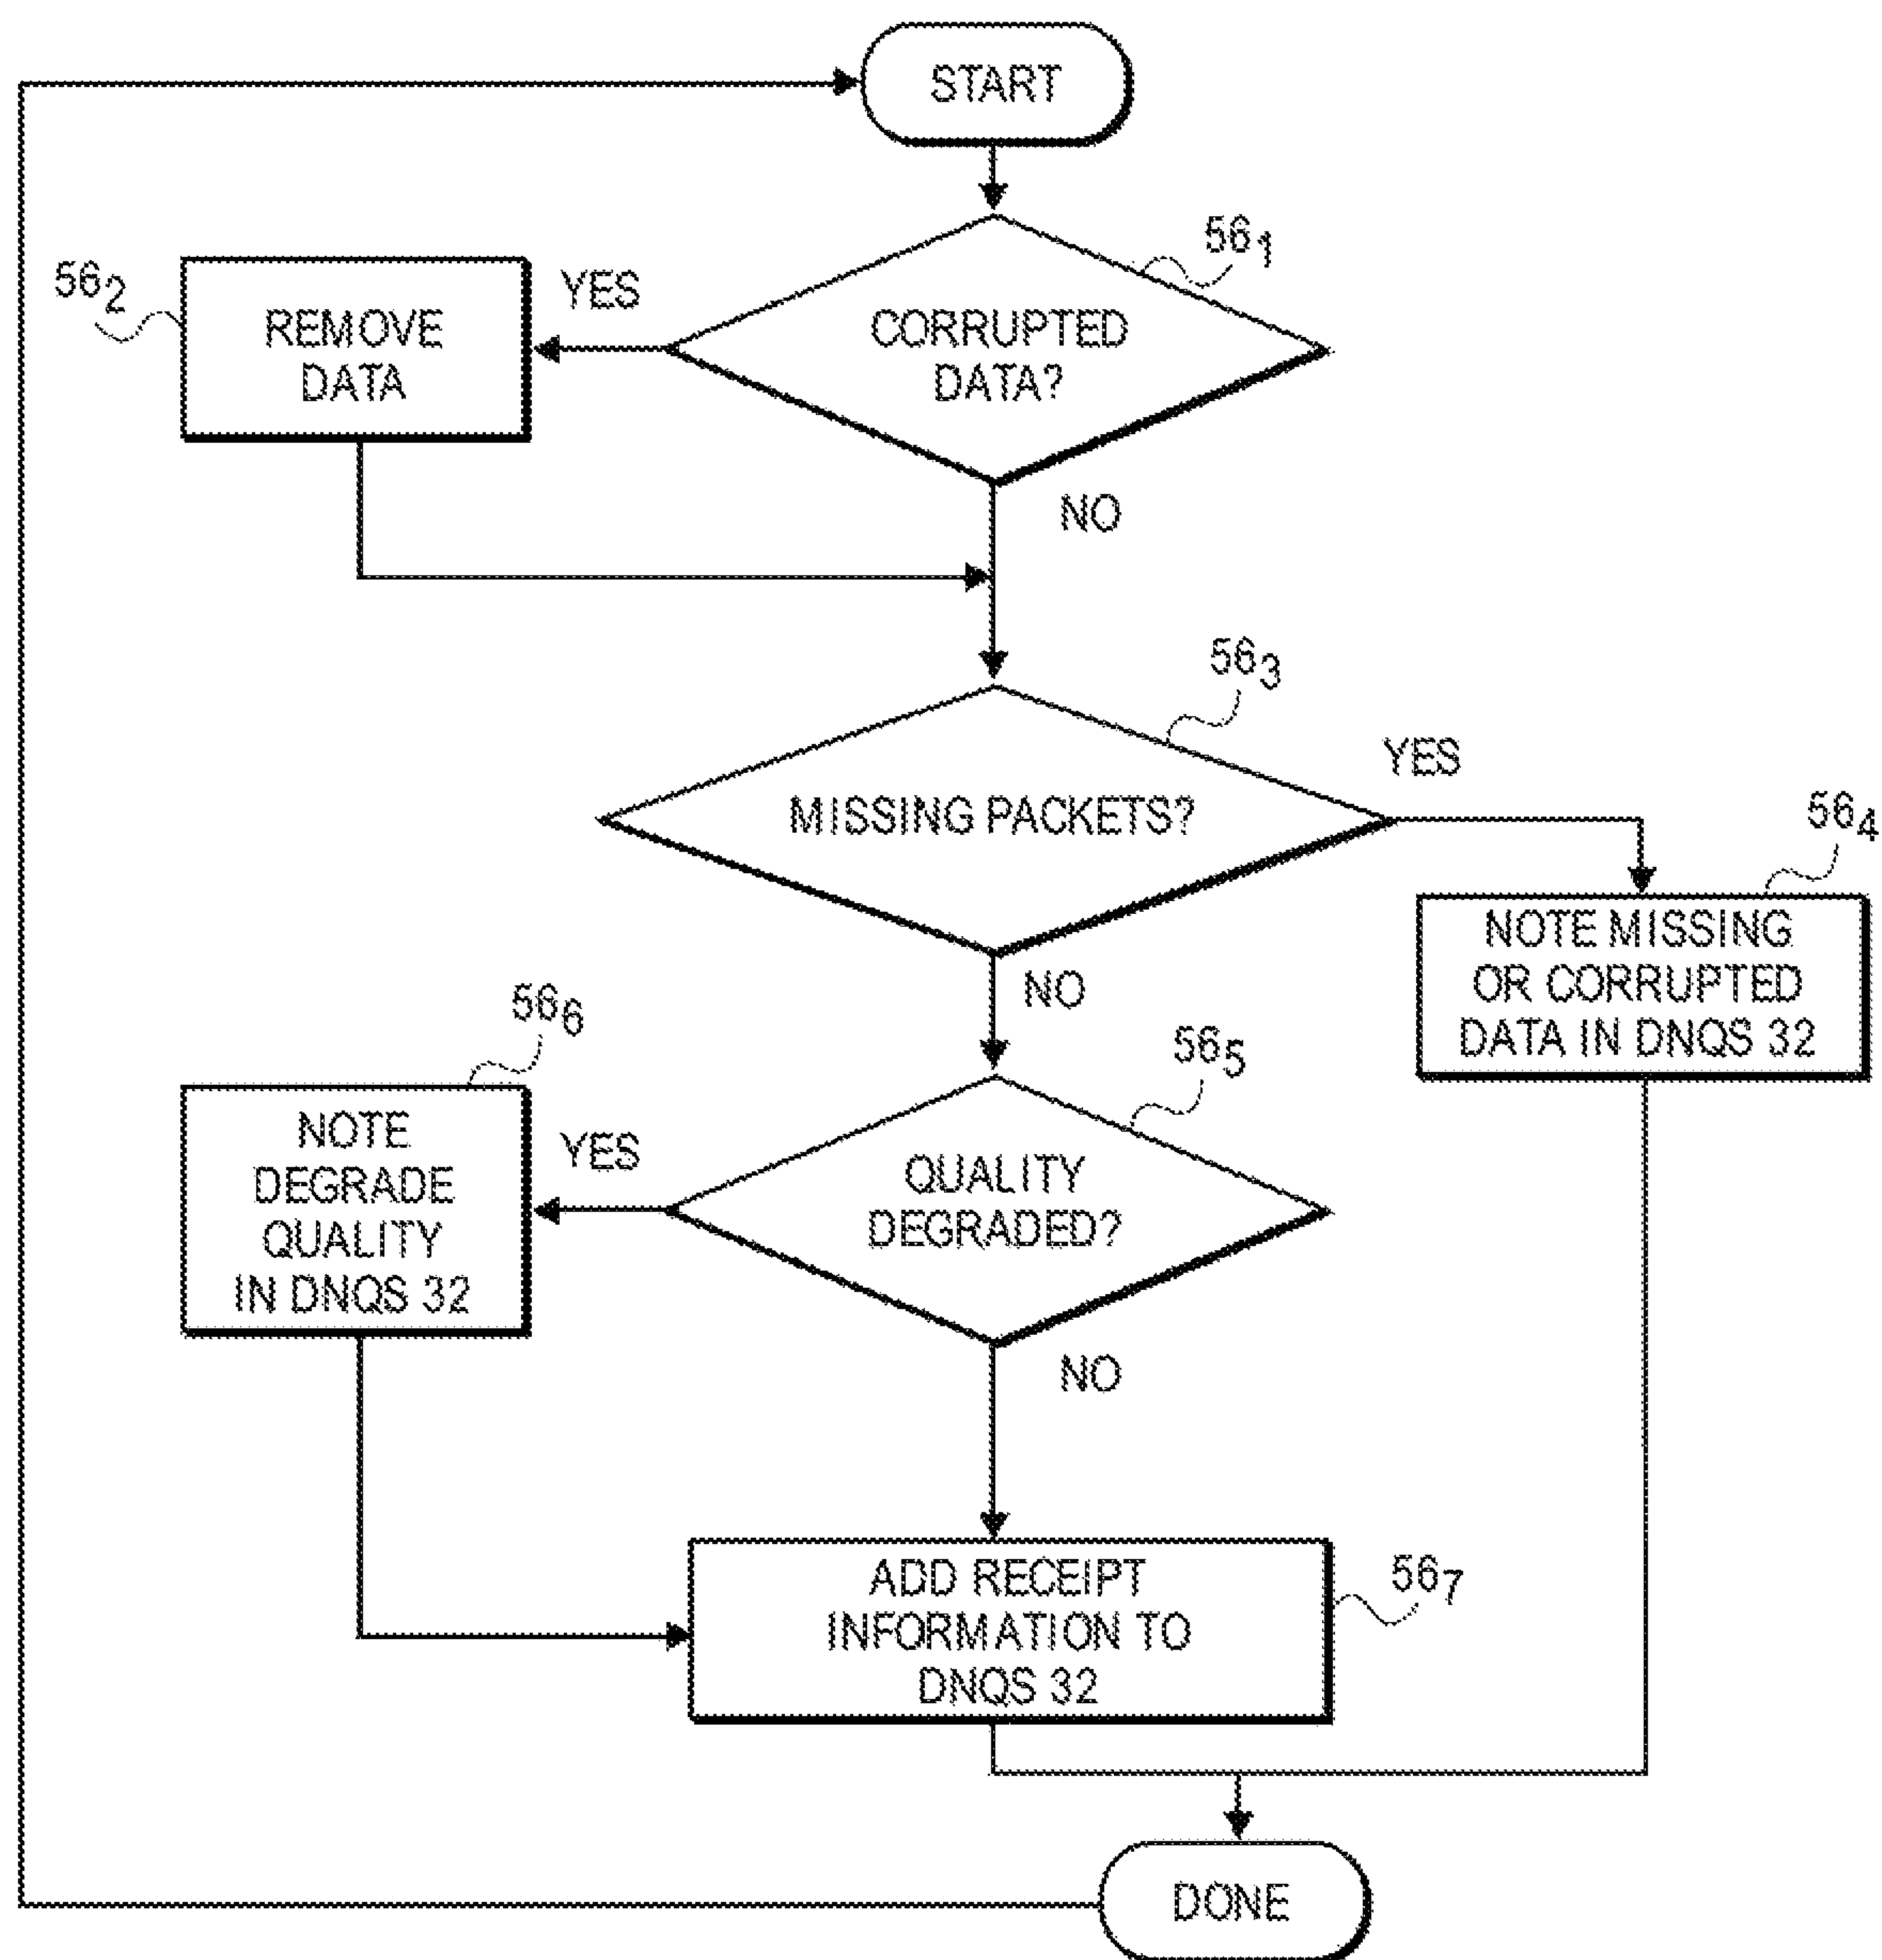 START
56₁
56₂
REMOVE
DATA
YES
CORRUPTED
DATA?
NO
56₃
MISSING PACKETS?
YES
56₄
NOTE MISSING
OR CORRUPTED
DATA IN DNQS 32
NO
56₅
56₆
NOTE
DEGRADE
QUALITY
IN DNQS 32
YES
QUALITY
DEGRADED?
NO
ADD RECEIPT
INFORMATION TO
DNQS 32
56₇
DONE